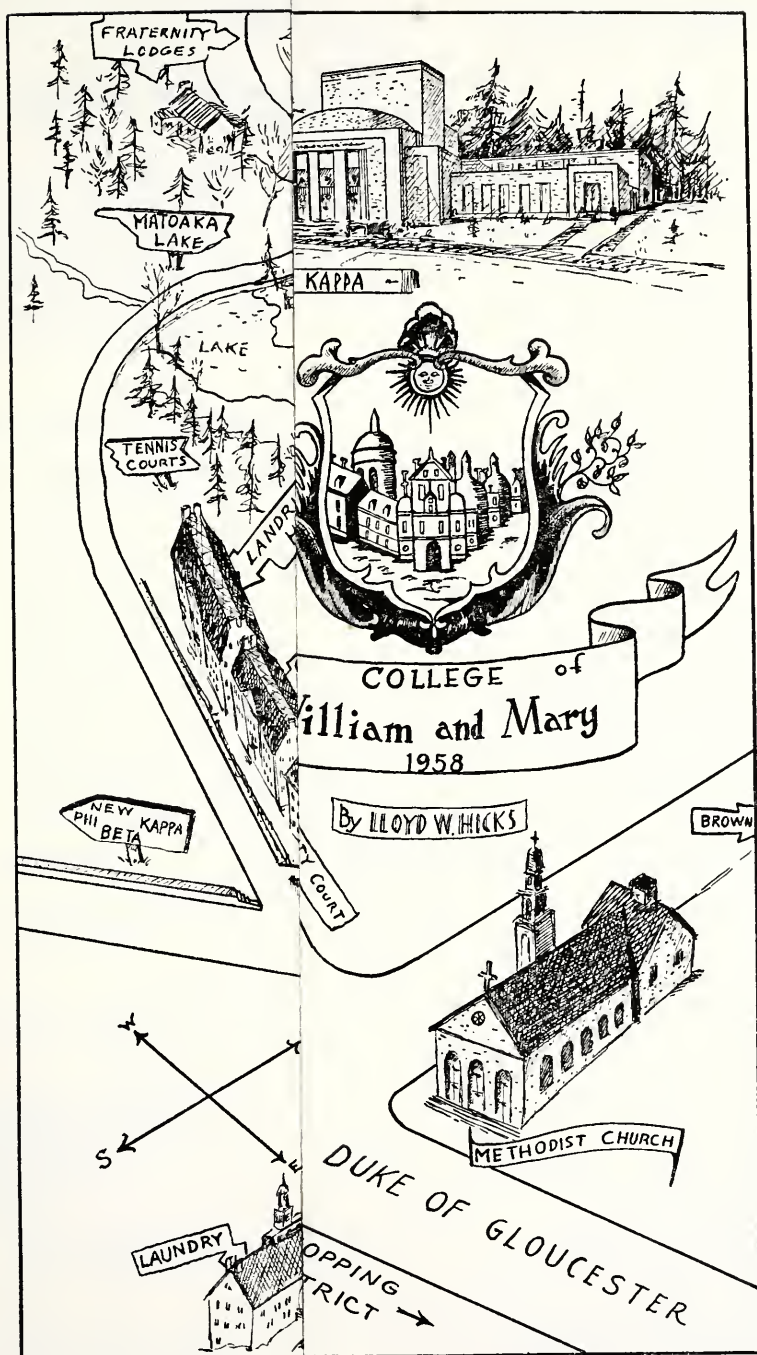 FRATERNITY
LODGES
MATOAKA
LAKE
KAPPA
LAKE
TENNIS
COURTS
LANDR
COLLEGE of
illiam and Mary
1958
By LLOYD W. HICKS
NEW
PHI KAPPA
BETA
BROWN
Y COURT
W
S
E
METHODIST CHURCH
DUKE OF GLOUCESTER
LAUNDRY
OPPING
TRICT